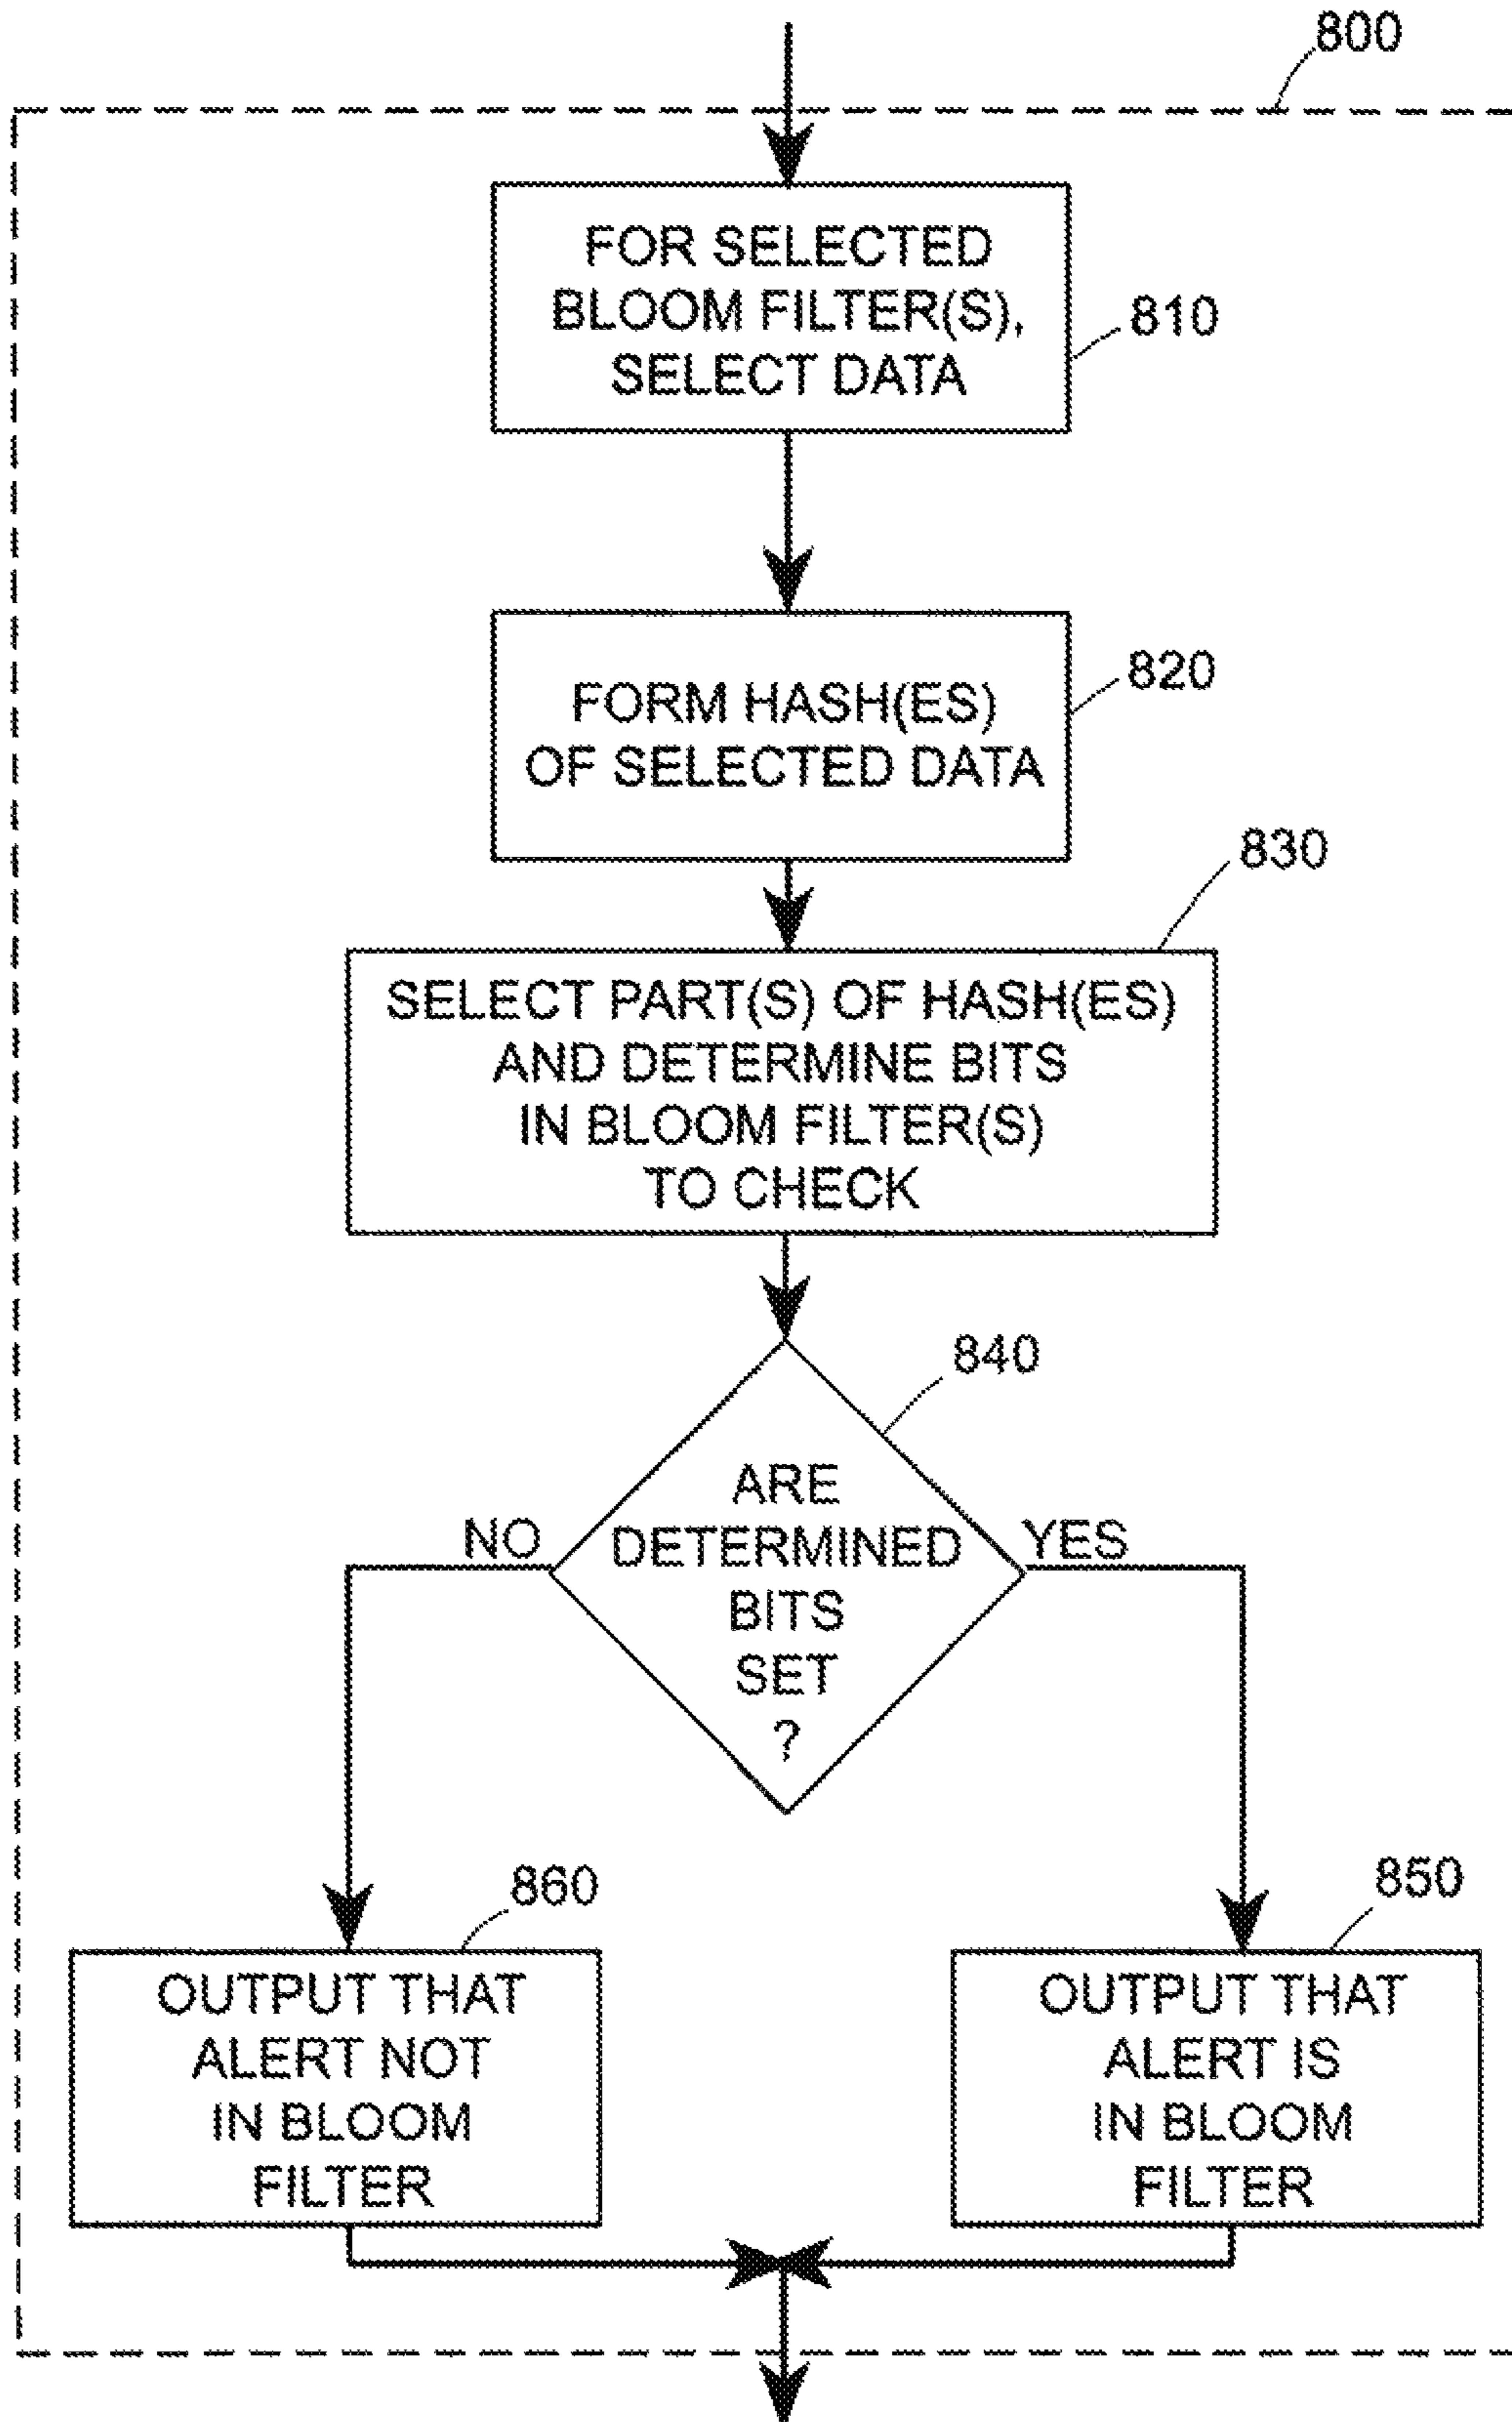 800
FOR SELECTED
BLOOM FILTER(S),
SELECT DATA
810
FORM HASH(ES)
OF SELECTED DATA
820
830
SELECT PART(S) OF HASH(ES)
AND DETERMINE BITS
IN BLOOM FILTER(S)
TO CHECK
840
ARE
DETERMINED
BITS
SET
?
NO
YES
860
OUTPUT THAT
ALERT NOT
IN BLOOM
FILTER
850
OUTPUT THAT
ALERT IS
IN BLOOM
FILTER